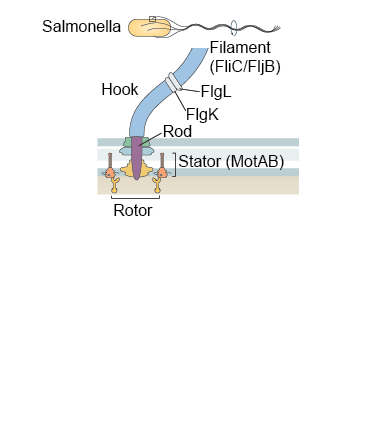 Salmonella
Filament
(FliC/FljB)
Hook
FlgL
FlgK
Rod
Stator (MotAB)
Rotor